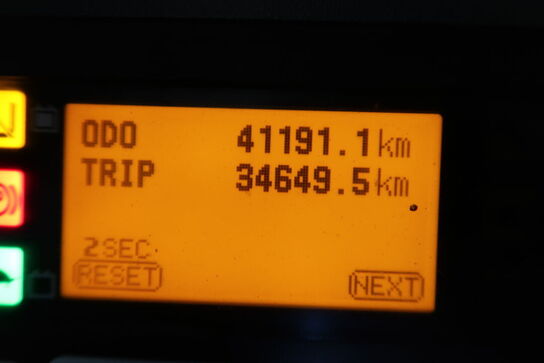 ODO 41191.1km
TRIP 34649.5km
2SEC.
RESET NEXT